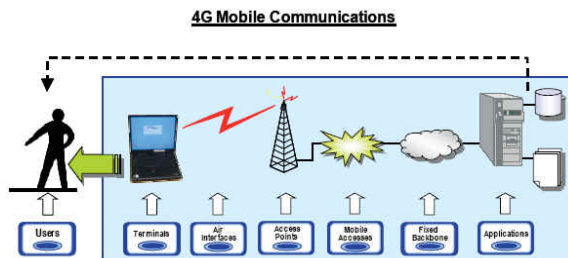 4G Mobile Communications
Users
Terminals
Air
Interfaces
Access
Points
Mobile
Accesses
Fixed
Backbone
Applications